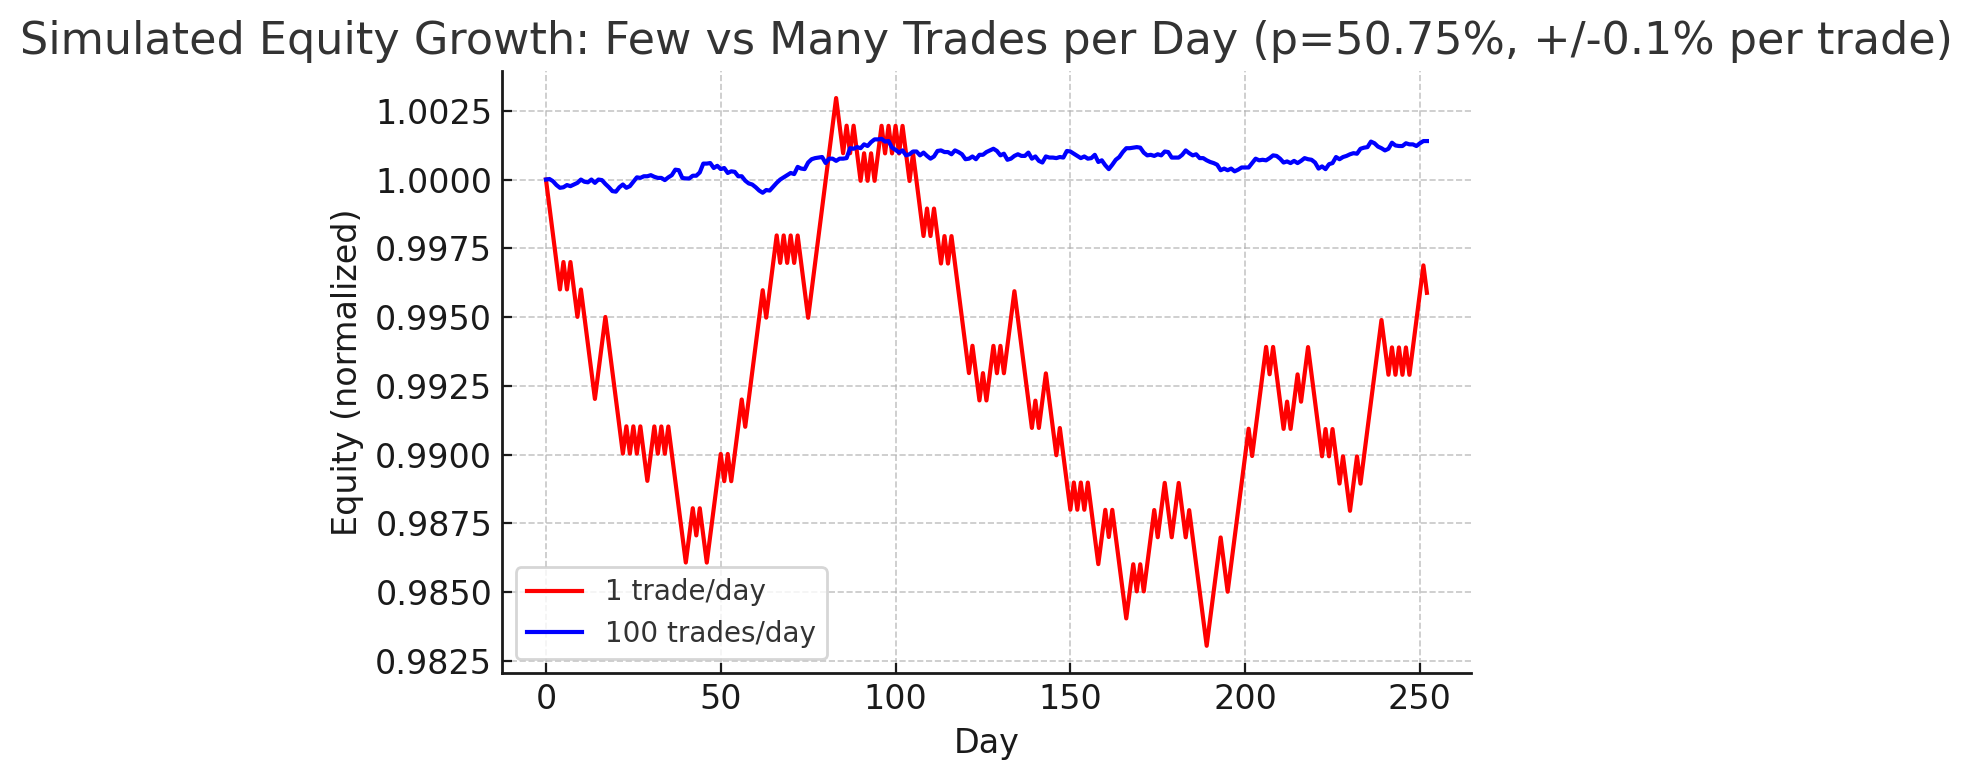 Simulated Equity Growth: Few vs Many Trades per Day (p=50.75%, +/-0.1% per trade)
Equity (normalized)
1.0025
1.0000
0.9975
0.9950
0.9925
0.9900
0.9875
0.9850
0.9825
1 trade/day
100 trades/day
0 50 100 150 200 250
Day